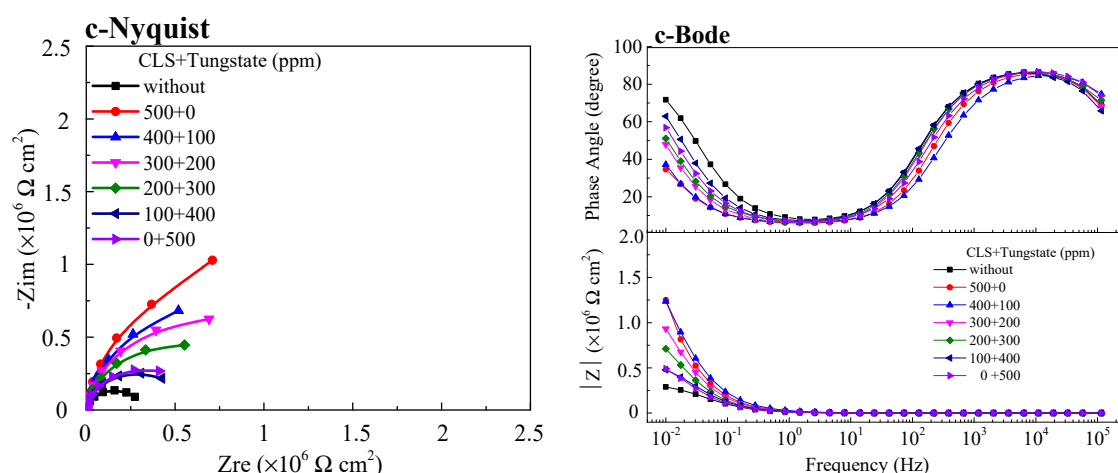 c-Nyquist
CLS+Tungstate (ppm)
without
500+0
400+100
300+200
200+300
100+400
0+500
2.5
2
1.5
1
0.5
0
-Zim (×10⁶ Ω cm²)
0
0.5
1
1.5
2
2.5
Zre (×10⁶ Ω cm²)
c-Bode
100
80
60
40
20
Phase Angle (degree)
2.0
1.5
1.0
0.5
0
|Z| (×10⁶ Ω cm²)
CLS+Tungstate (ppm)
without
500+0
400+100
300+200
200+300
100+400
0 +500
10⁻² 10⁻¹ 10⁰ 10¹ 10² 10³ 10⁴ 10⁵
Frequency (Hz)